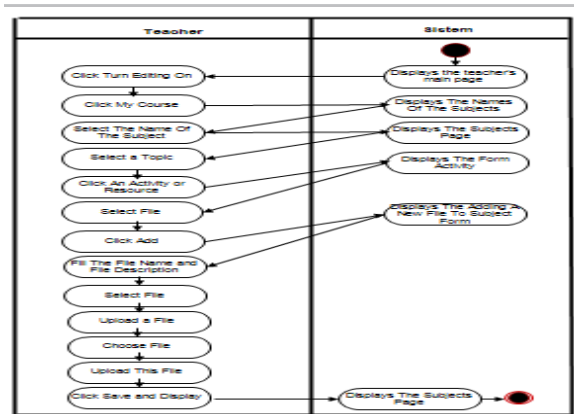 Teacher
Sistem
Click Turn Editing On
Displays the teacher's
main page
Click My Course
Displays The Names
Of The Subjects
Select The Name Of
The Subject
Displays The Subjects
Page
Select a Topic
Displays The Form
Activity
Click An Activity or
Resource
Select File
Displays The Adding A
New File To Subject
Form
Click Add
Fill The File Name and
File Description
Select File
Upload a File
Choose File
Upload This File
Click Save and Display
Displays The Subjects
Page